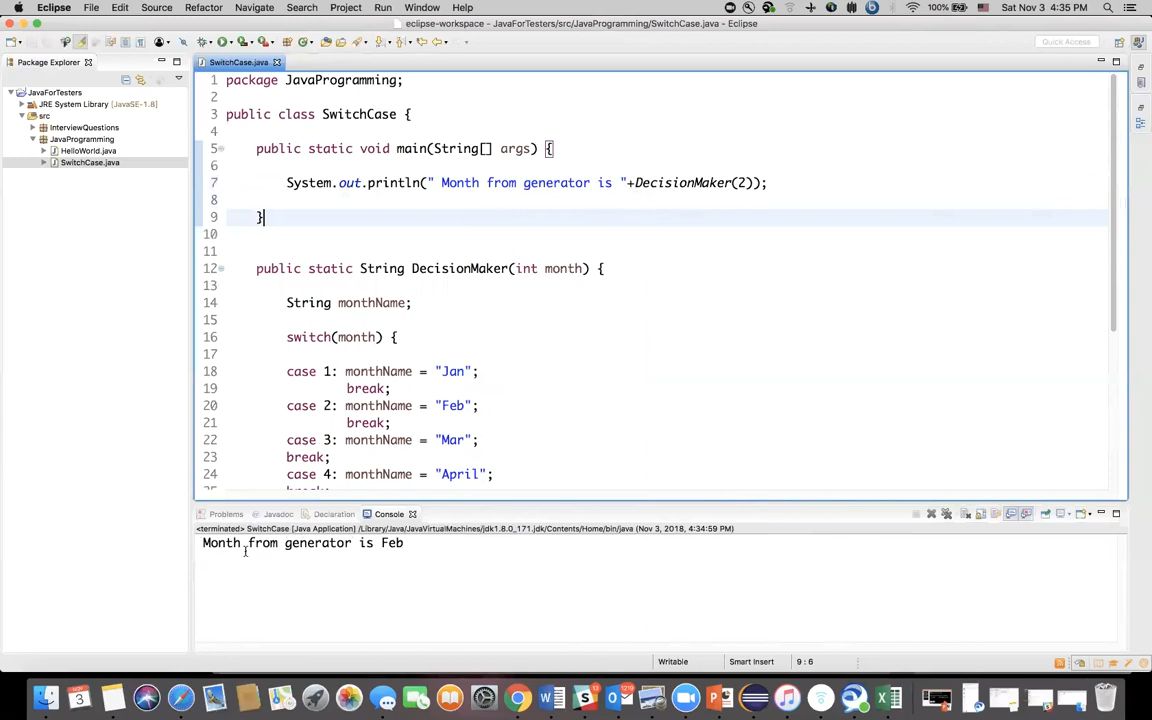 Eclipse File Edit Source Refactor Navigate Search Project Run Window Help 100% Sat Nov 3 4:35 PM
eclipse-workspace - JavaForTesters/src/JavaProgramming/SwitchCase.java - Eclipse
Quick Access
Package Explorer
JavaForTesters
JRE System Library [JavaSE-1.8]
src
InterviewQuestions
JavaProgramming
HelloWorld.java
SwitchCase.java
SwitchCase.java
1 package JavaProgramming;
2
3 public class SwitchCase {
4
5 public static void main(String[] args) {
6
7 System.out.println(" Month from generator is "+DecisionMaker(2));
8
9 }
10
11
12 public static String DecisionMaker(int month) {
13
14 String monthName;
15
16 switch(month) {
17
18 case 1: monthName = "Jan";
19 break;
20 case 2: monthName = "Feb";
21 break;
22 case 3: monthName = "Mar";
23 break;
24 case 4: monthName = "April";
Problems Javadoc Declaration Console
<terminated> SwitchCase [Java Application] /Library/Java/JavaVirtualMachines/jdk1.8.0_171.jdk/Contents/Home/bin/java (Nov 3, 2018, 4:34:59 PM)
Month from generator is Feb
Writable Smart Insert 9 : 6